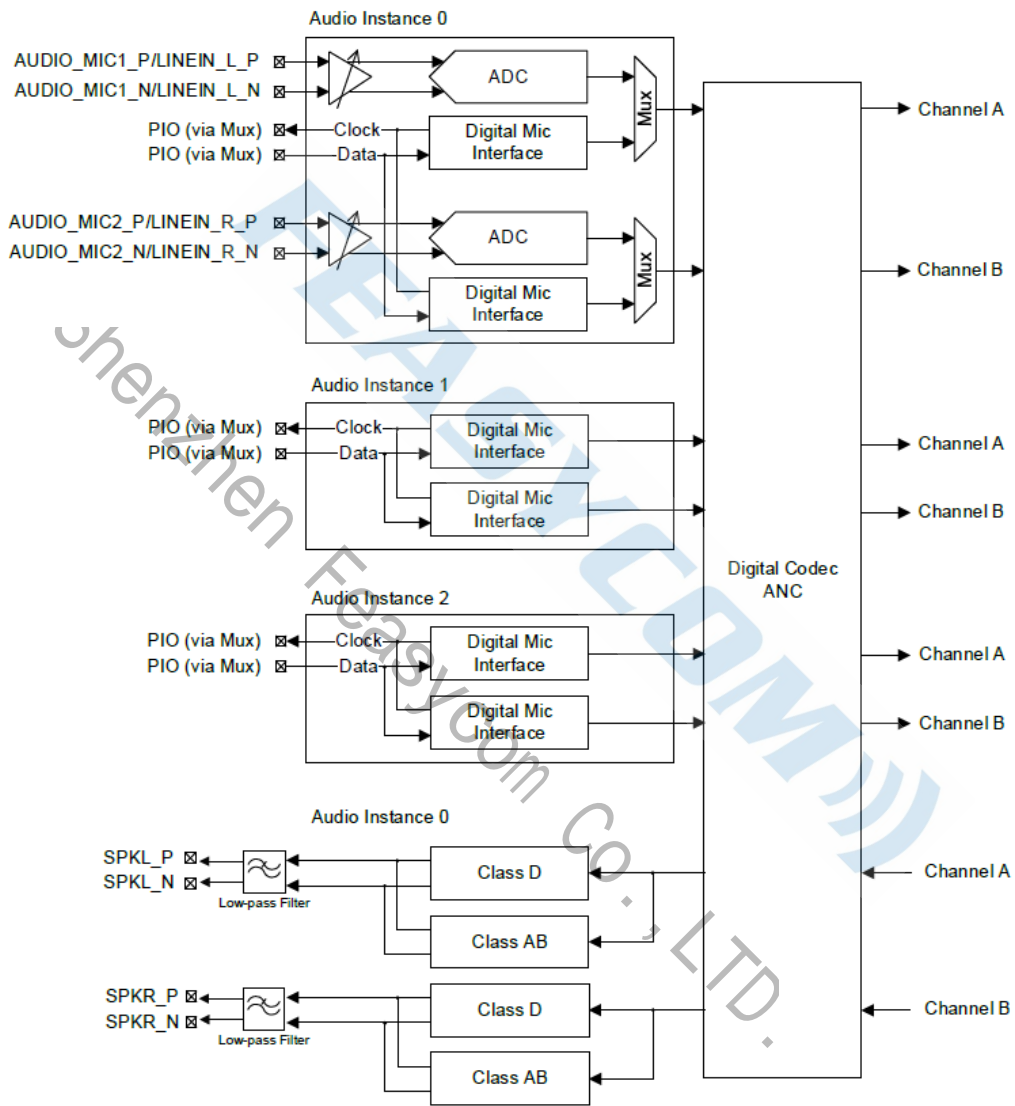 Audio Instance 0
AUDIO_MIC1_P/LINEIN_L_P
ADC
AUDIO_MIC1_N/LINEIN_L_N
Mux
Channel A
PIO (via Mux)
Clock
Digital Mic
Interface
PIO (via Mux)
Data
AUDIO_MIC2_P/LINEIN_R_P
ADC
AUDIO_MIC2_N/LINEIN_R_N
Mux
Channel B
Digital Mic
Interface
Audio Instance 1
PIO (via Mux)
Clock
Digital Mic
Interface
Channel A
PIO (via Mux)
Data
Digital Mic
Interface
Channel B
Digital Codec
ANC
Audio Instance 2
PIO (via Mux)
Clock
Digital Mic
Interface
Channel A
PIO (via Mux)
Data
Digital Mic
Interface
Channel B
Audio Instance 0
SPKL_P
SPKL_N
Low-pass Filter
Class D
Channel A
Class AB
SPKR_P
SPKR_N
Low-pass Filter
Class D
Channel B
Class AB
FEASYCOM
Shenzhen Feasycom Co., LTD.